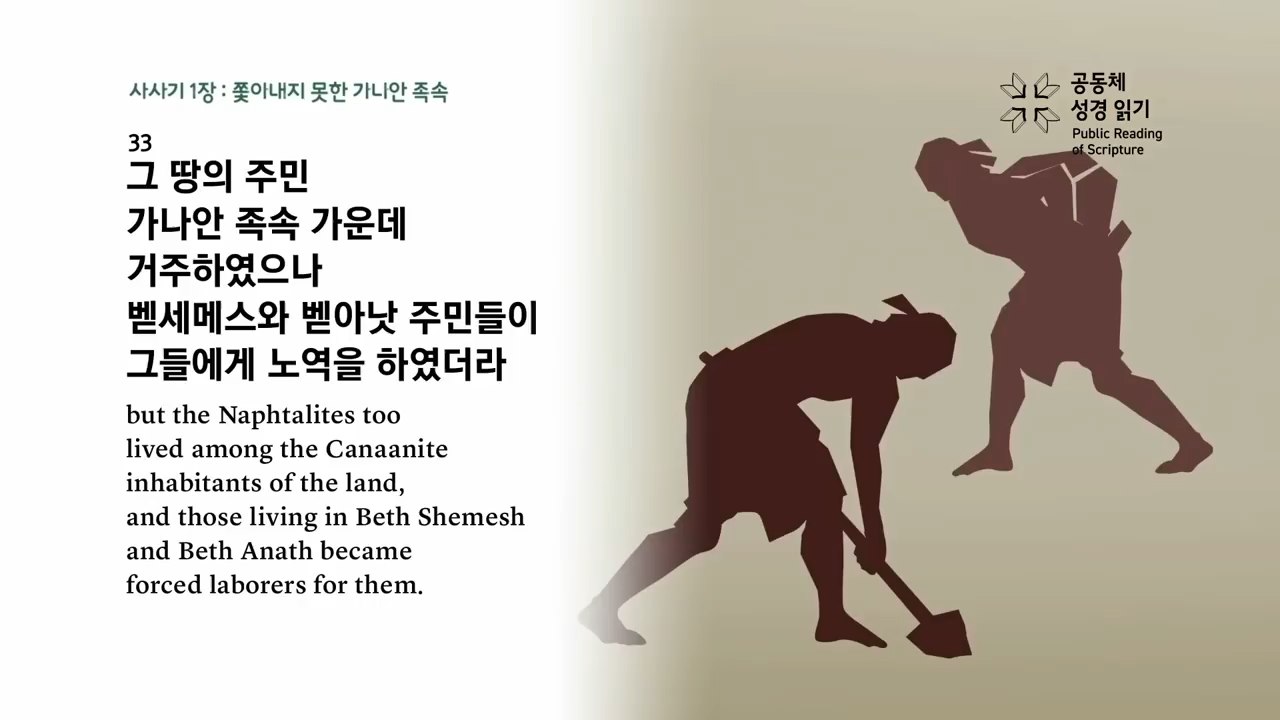 사사기 1장 : 쫓아내지 못한 가나안 족속
33
그 땅의 주민
가나안 족속 가운데
거주하였으나
벧세메스와 벧아낫 주민들이
그들에게 노역을 하였더라
but the Naphtalites too
lived among the Canaanite
inhabitants of the land,
and those living in Beth Shemesh
and Beth Anath became
forced laborers for them.
공동체
성경 읽기
Public Reading
of Scripture